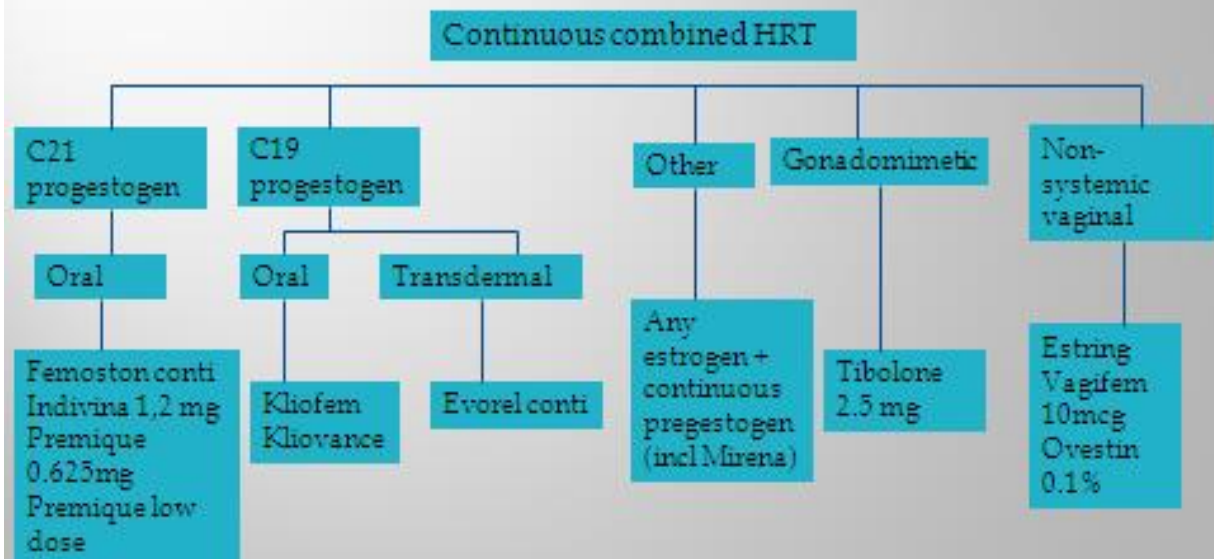 Continuous combined HRT
C21
progestogen
C19
progestogen
Other
Gonadomimetic
Non-
systemic
vaginal
Oral
Oral
Transdermal
Femoston conti
Indivina 1,2 mg
Premique
0.625mg
Premique low
dose
Kliofem
Kliovance
Evorel conti
Any
estrogen +
continuous
pregestogen
(incl Mirena)
Tibolone
2.5 mg
Estring
Vagifem
10mcg
Ovestin
0.1%